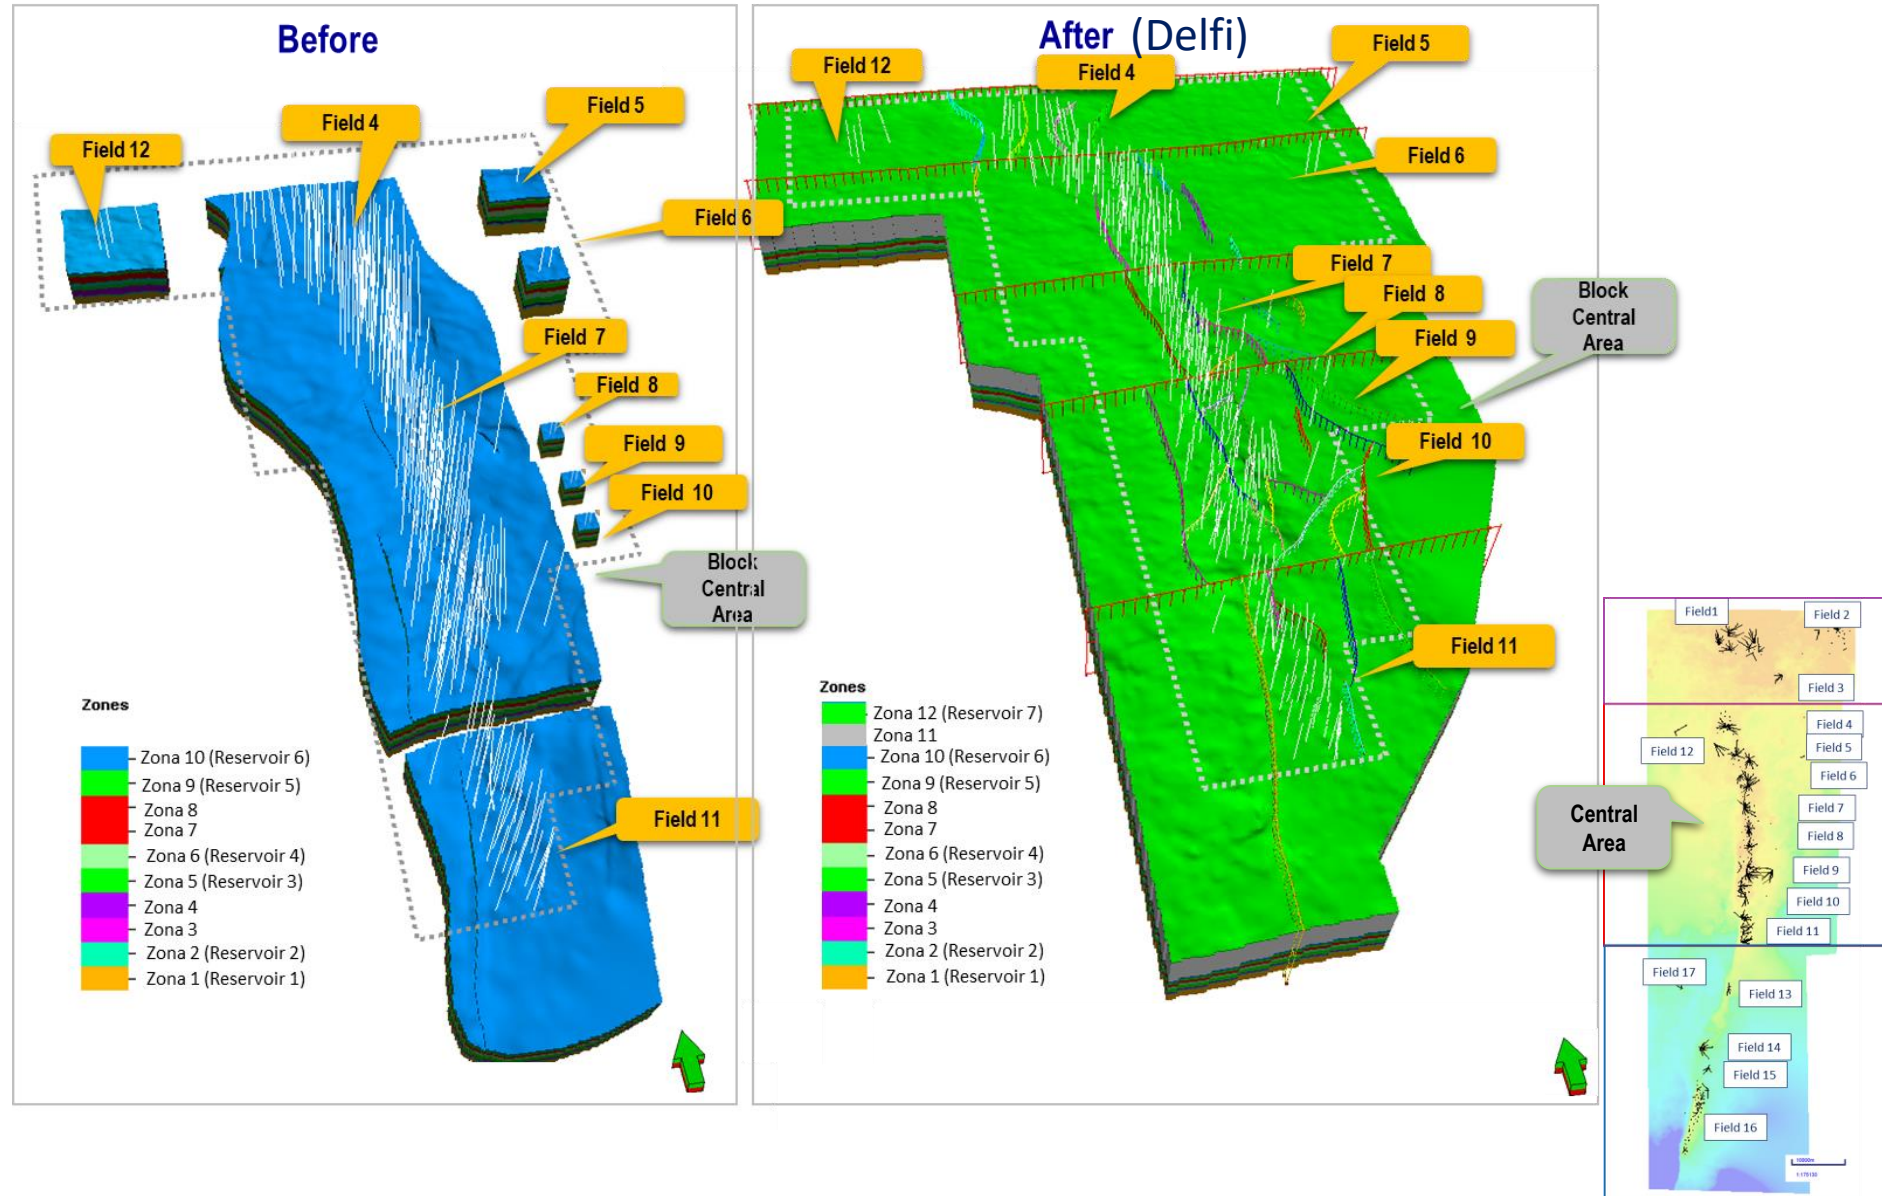 Before
Field 12
Field 4
Field 5
Field 6
Field 7
Field 8
Field 9
Field 10
Block
Central
Area
Field 11
Zones
Zona 10 (Reservoir 6)
Zona 9 (Reservoir 5)
Zona 8
Zona 7
Zona 6 (Reservoir 4)
Zona 5 (Reservoir 3)
Zona 4
Zona 3
Zona 2 (Reservoir 2)
Zona 1 (Reservoir 1)
After (Delfi)
Field 12
Field 4
Field 5
Field 6
Field 7
Field 8
Field 9
Block
Central
Area
Field 10
Field 11
Zones
Zona 12 (Reservoir 7)
Zona 11
Zona 10 (Reservoir 6)
Zona 9 (Reservoir 5)
Zona 8
Zona 7
Zona 6 (Reservoir 4)
Zona 5 (Reservoir 3)
Zona 4
Zona 3
Zona 2 (Reservoir 2)
Zona 1 (Reservoir 1)
Field1
Field 2
Field 3
Field 4
Field 12
Field 5
Field 6
Field 7
Central
Area
Field 8
Field 9
Field 10
Field 11
Field 17
Field 13
Field 14
Field 15
Field 16